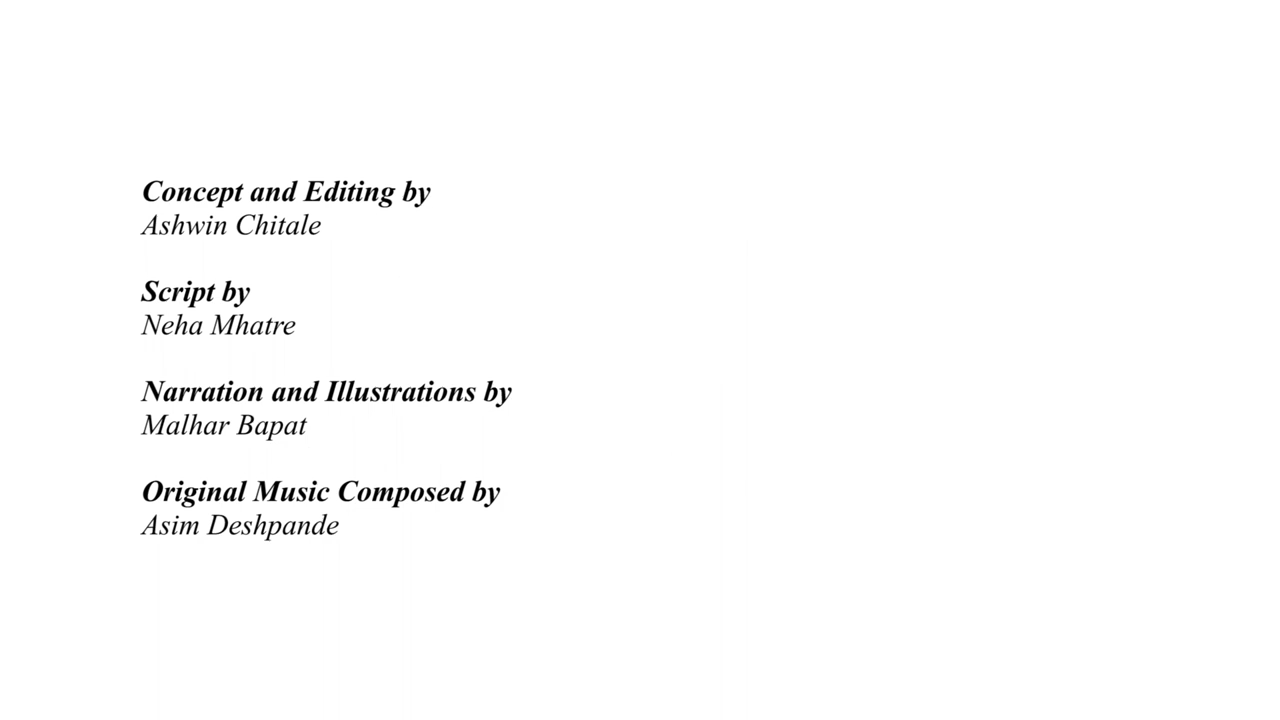 Concept and Editing by
Ashwin Chitale
Script by
Neha Mhatre
Narration and Illustrations by
Malhar Bapat
Original Music Composed by
Asim Deshpande